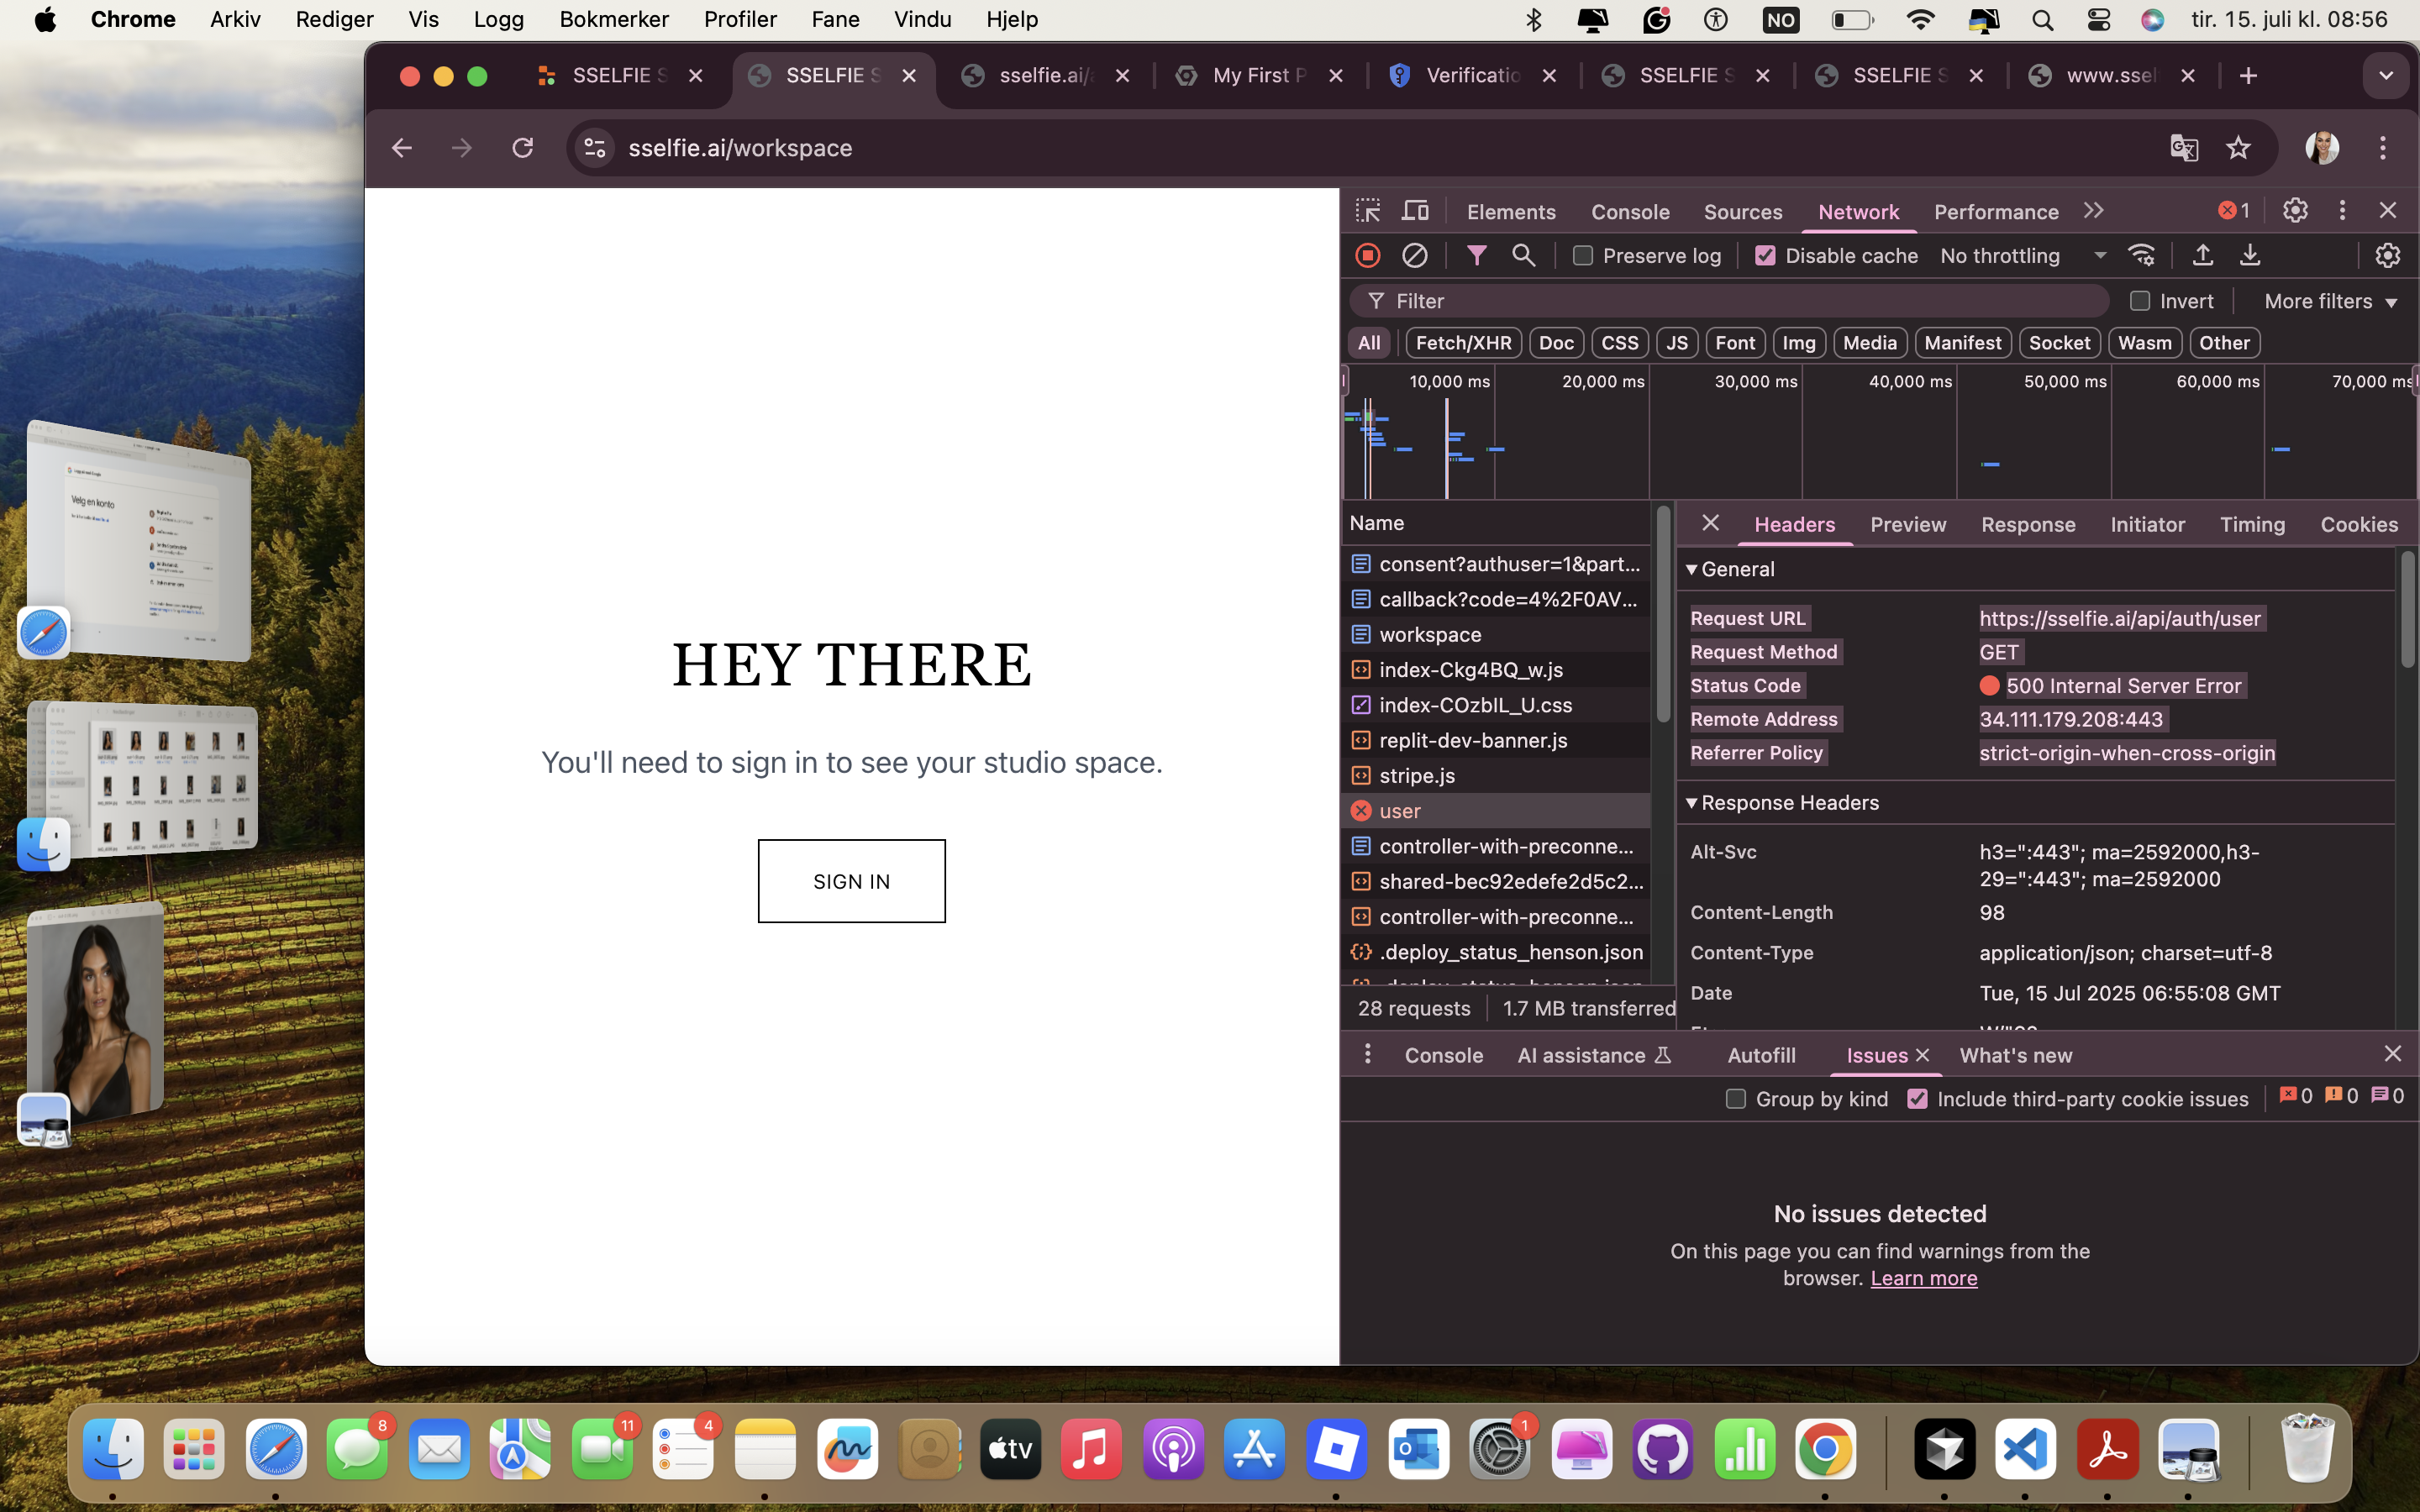 Chrome Arkiv Rediger Vis Logg Bokmerker Profiler Fane Vindu Hjelp NO tir. 15. juli kl. 08:56
SSELFIE S SSELFIE S sselfie.ai/ My First P Verificatio SSELFIE S SSELFIE S www.ssel
sselfie.ai/workspace
Elements Console Sources Network Performance 1
Preserve log Disable cache No throttling
Filter Invert More filters
All Fetch/XHR Doc CSS JS Font Img Media Manifest Socket Wasm Other
10,000 ms 20,000 ms 30,000 ms 40,000 ms 50,000 ms 60,000 ms 70,000 ms
Name
consent?authuser=1&part...
callback?code=4%2F0AV...
workspace
index-Ckg4BQ_w.js
index-COzbIL_U.css
replit-dev-banner.js
stripe.js
user
controller-with-preconne...
shared-bec92edefe2d5c2...
controller-with-preconne...
.deploy_status_henson.json
.deploy_status_henson.json
28 requests 1.7 MB transferred
Headers Preview Response Initiator Timing Cookies
General
Request URL https://sselfie.ai/api/auth/user
Request Method GET
Status Code 500 Internal Server Error
Remote Address 34.111.179.208:443
Referrer Policy strict-origin-when-cross-origin
Response Headers
Alt-Svc h3=":443"; ma=2592000,h3-
29=":443"; ma=2592000
Content-Length 98
Content-Type application/json; charset=utf-8
Date Tue, 15 Jul 2025 06:55:08 GMT
Console AI assistance Autofill Issues What's new
Group by kind Include third-party cookie issues 0 0 0
No issues detected
On this page you can find warnings from the
browser. Learn more
HEY THERE
You'll need to sign in to see your studio space.
SIGN IN
Velg en konto
8 11 4 tv 1